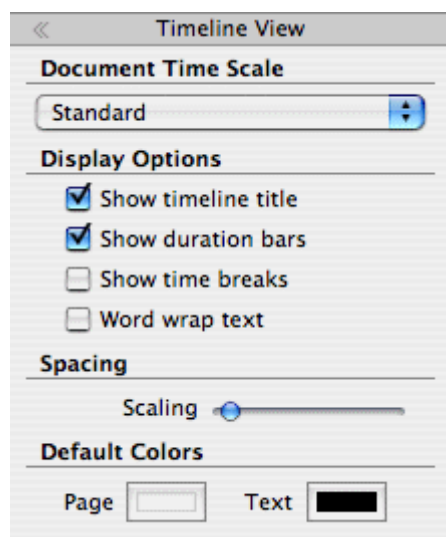 Timeline View
Document Time Scale
Standard
Display Options
Show timeline title
Show duration bars
Show time breaks
Word wrap text
Spacing
Scaling
Default Colors
Page Text